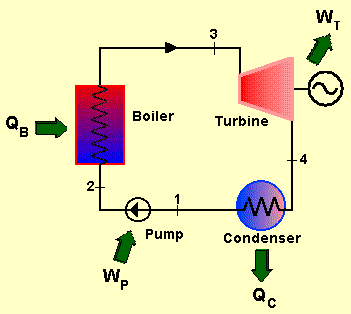 W_T
3
Q_B
Boiler
Turbine
4
2
1
Pump
Condenser
W_P
Q_C